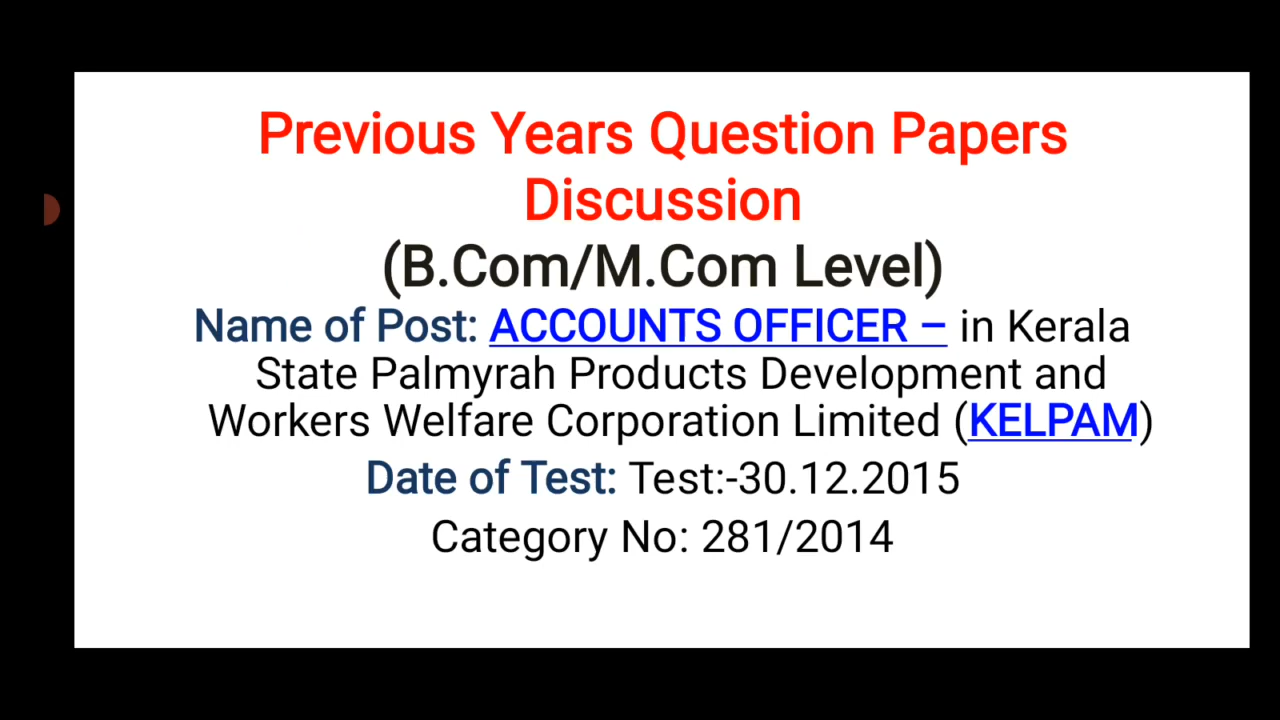 Previous Years Question Papers
Discussion
(B.Com/M.Com Level)
Name of Post: ACCOUNTS OFFICER – in Kerala
State Palmyrah Products Development and
Workers Welfare Corporation Limited (KELPAM)
Date of Test: Test:-30.12.2015
Category No: 281/2014